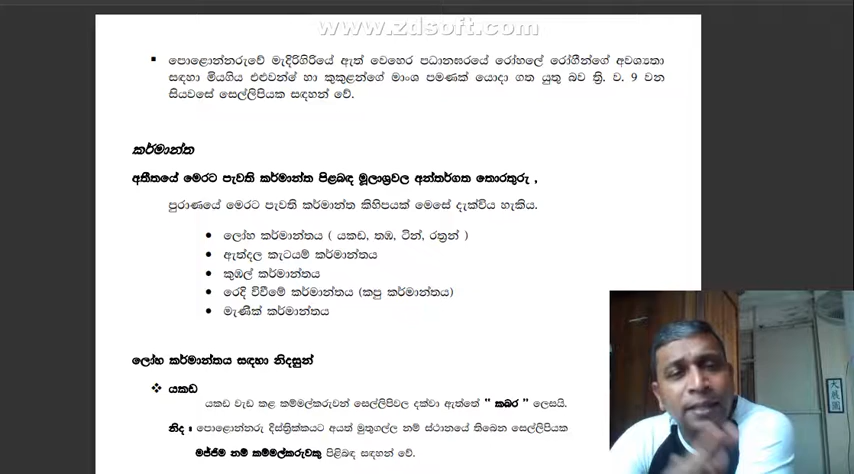 www.zdsoft.com
▪ පොළොන්නරුවේ මැදිරිගිරියේ ඇත් වෙහෙර පධානඝරයේ රෝහලේ රෝගීන්ගේ අවශ්‍යතා
සඳහා මියගිය එළුවන්ගේ හා කුකුළන්ගේ මාංශ පමණක් යොදා ගත යුතු බව ක්‍රි. ව. 9 වන
සියවසේ සෙල්ලිපියක සඳහන් වේ.
කර්මාන්ත
අතීතයේ මෙරට පැවති කර්මාන්ත පිළිබඳ මූලාශ්‍රවල අන්තර්ගත තොරතුරු ,
පුරාණයේ මෙරට පැවති කර්මාන්ත කිහිපයක් මෙසේ දැක්විය හැකිය.
• ලෝහ කර්මාන්තය ( යකඩ, තඹ, ටින්, රත්‍රන් )
• ඇත්දල කැටයම් කර්මාන්තය
• කුඹල් කර්මාන්තය
• රෙදි විවීමේ කර්මාන්තය (කපු කර්මාන්තය)
• මැණික් කර්මාන්තය
ලෝහ කර්මාන්තය සඳහා නිදසුන්
❖ යකඩ
යකඩ වැඩ කළ කම්මල්කරුවන් සෙල්ලිපිවල දක්වා ඇත්තේ " කබර " ලෙසයි.
නිද : පොළොන්නරු දිස්ත්‍රික්කයට අයත් මුතුගල්ල නම් ස්ථානයේ තිබෙන සෙල්ලිපියක
මජ්ජිම නම් කම්මල්කරුවකු පිළිබඳ සඳහන් වේ.